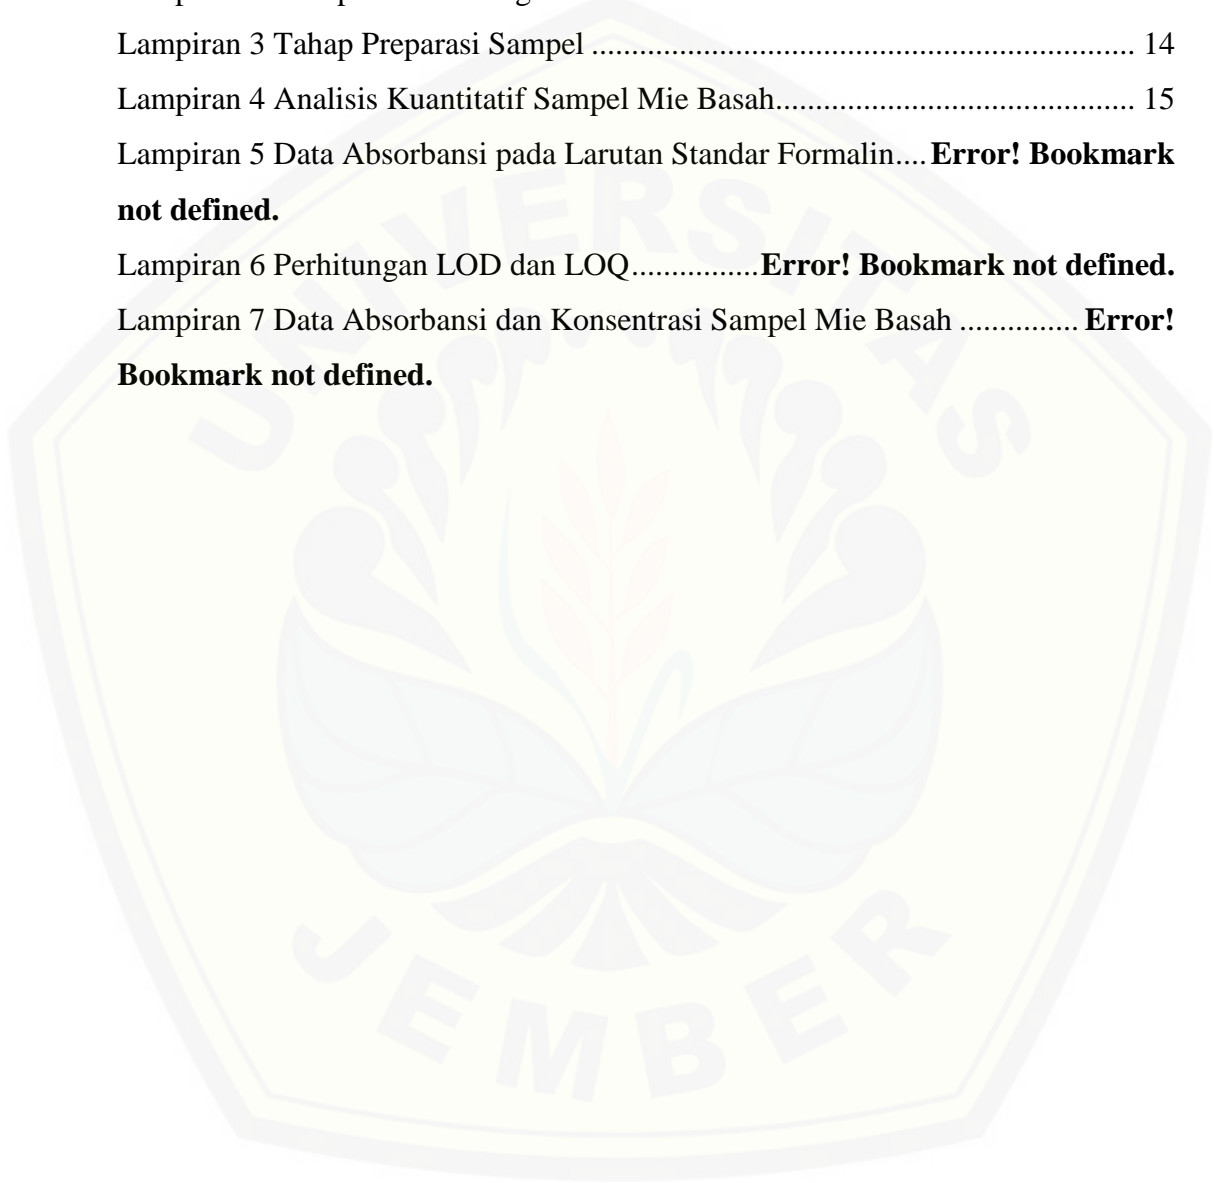 Lampiran 3 Tahap Preparasi Sampel .................................................................... 14
Lampiran 4 Analisis Kuantitatif Sampel Mie Basah............................................. 15
Lampiran 5 Data Absorbansi pada Larutan Standar Formalin....Error! Bookmark
not defined.
Lampiran 6 Perhitungan LOD dan LOQ................Error! Bookmark not defined.
Lampiran 7 Data Absorbansi dan Konsentrasi Sampel Mie Basah ............... Error!
Bookmark not defined.
UNIVERSITAS
JEMBER